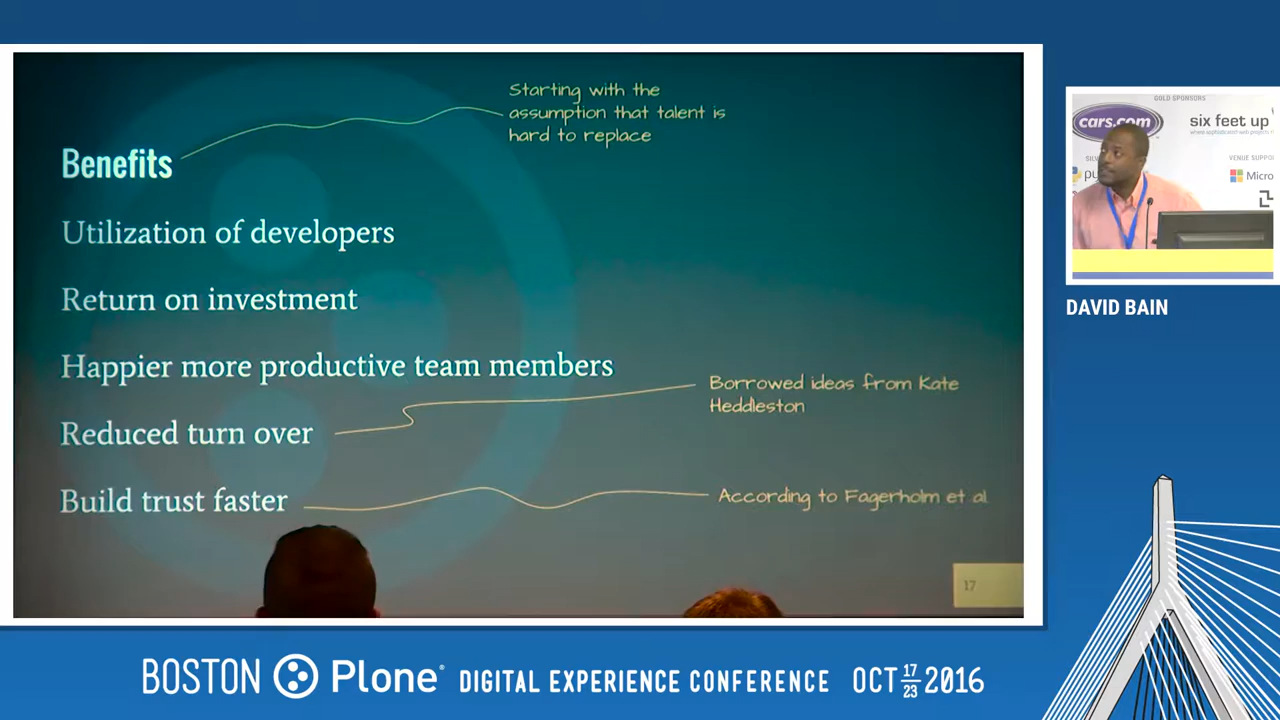 Starting with the
assumption that talent is
hard to replace
Benefits
Utilization of developers
Return on investment
Happier more productive team members
Borrowed ideas from Kate
Heddleston
Reduced turn over
Build trust faster
According to Fagerholm et al.
17
GOLD SPONSORS
cars.com
six feet up
VENUE SUPPO
Micro
DAVID BAIN
BOSTON Plone DIGITAL EXPERIENCE CONFERENCE OCT 17 23 2016